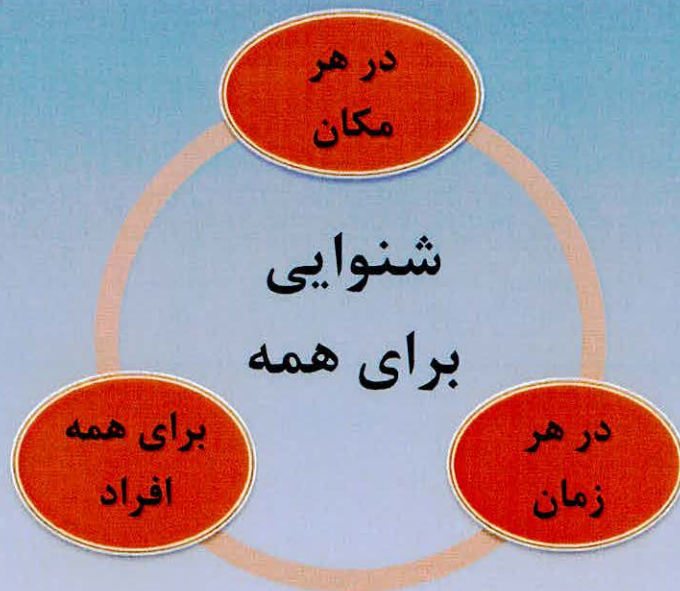 در هر
مکان
شنوایی
برای همه
در هر
زمان
برای همه
افراد